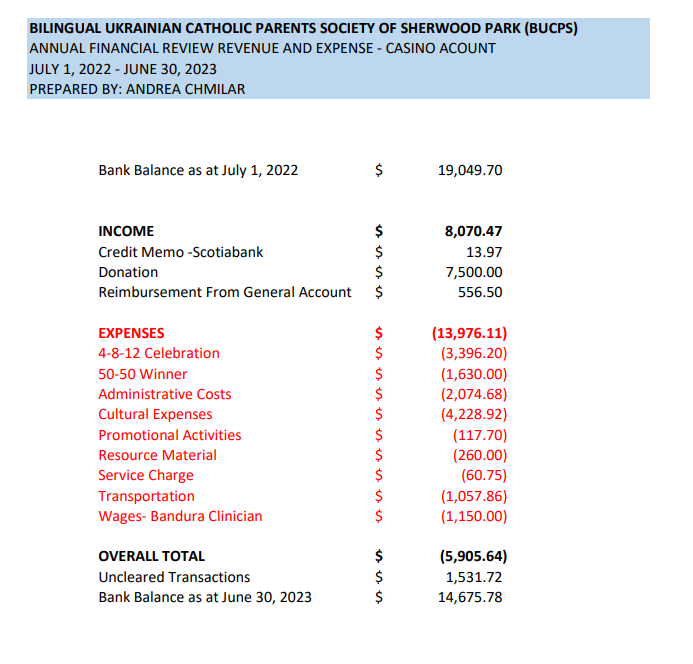 BILINGUAL UKRAINIAN CATHOLIC PARENTS SOCIETY OF SHERWOOD PARK (BUCPS)
ANNUAL FINANCIAL REVIEW REVENUE AND EXPENSE - CASINO ACOUNT
JULY 1, 2022 - JUNE 30, 2023
PREPARED BY: ANDREA CHMILAR
Bank Balance as at July 1, 2022 $ 19,049.70
INCOME $ 8,070.47
Credit Memo -Scotiabank $ 13.97
Donation $ 7,500.00
Reimbursement From General Account $ 556.50
EXPENSES $ (13,976.11)
4-8-12 Celebration $ (3,396.20)
50-50 Winner $ (1,630.00)
Administrative Costs $ (2,074.68)
Cultural Expenses $ (4,228.92)
Promotional Activities $ (117.70)
Resource Material $ (260.00)
Service Charge $ (60.75)
Transportation $ (1,057.86)
Wages- Bandura Clinician $ (1,150.00)
OVERALL TOTAL $ (5,905.64)
Uncleared Transactions $ 1,531.72
Bank Balance as at June 30, 2023 $ 14,675.78